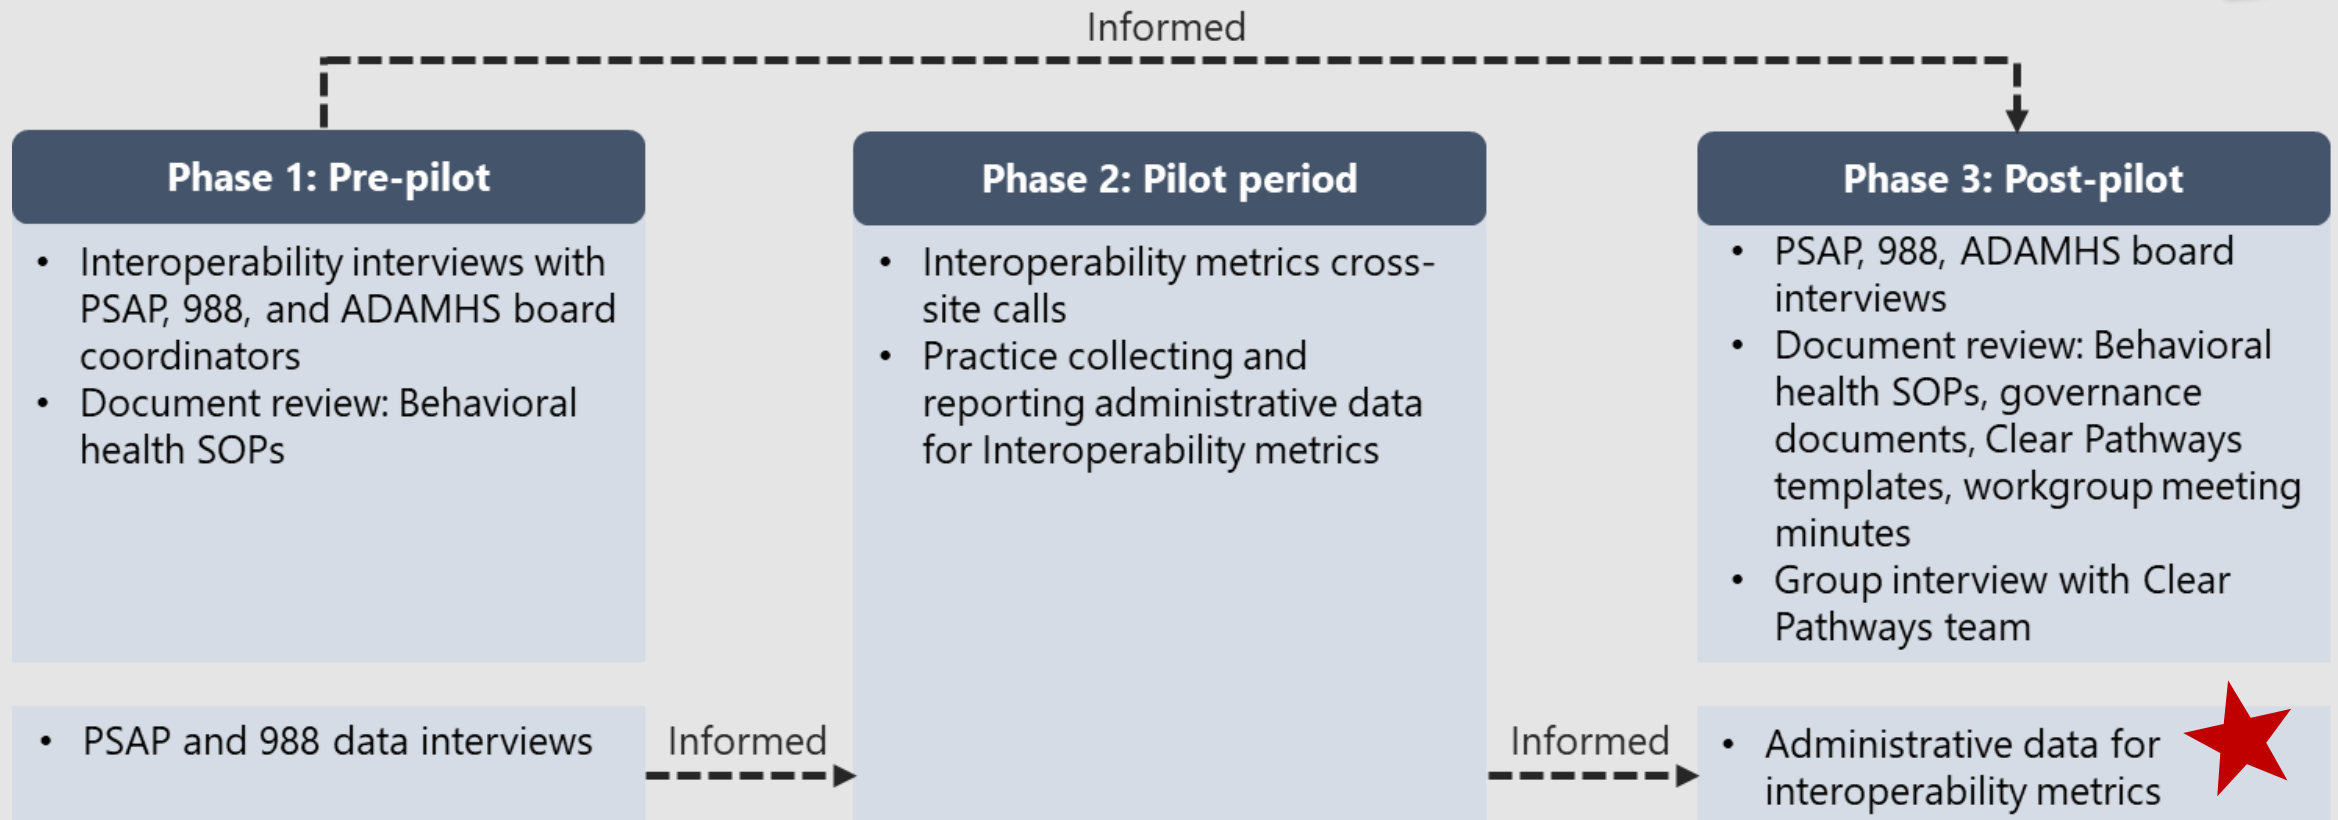 Informed
Phase 1: Pre-pilot
• Interoperability interviews with
PSAP, 988, and ADAMHS board
coordinators
• Document review: Behavioral
health SOPs
• PSAP and 988 data interviews
Informed
Phase 2: Pilot period
• Interoperability metrics cross-
site calls
• Practice collecting and
reporting administrative data
for Interoperability metrics
Informed
Phase 3: Post-pilot
• PSAP, 988, ADAMHS board
interviews
• Document review: Behavioral
health SOPs, governance
documents, Clear Pathways
templates, workgroup meeting
minutes
• Group interview with Clear
Pathways team
• Administrative data for
interoperability metrics